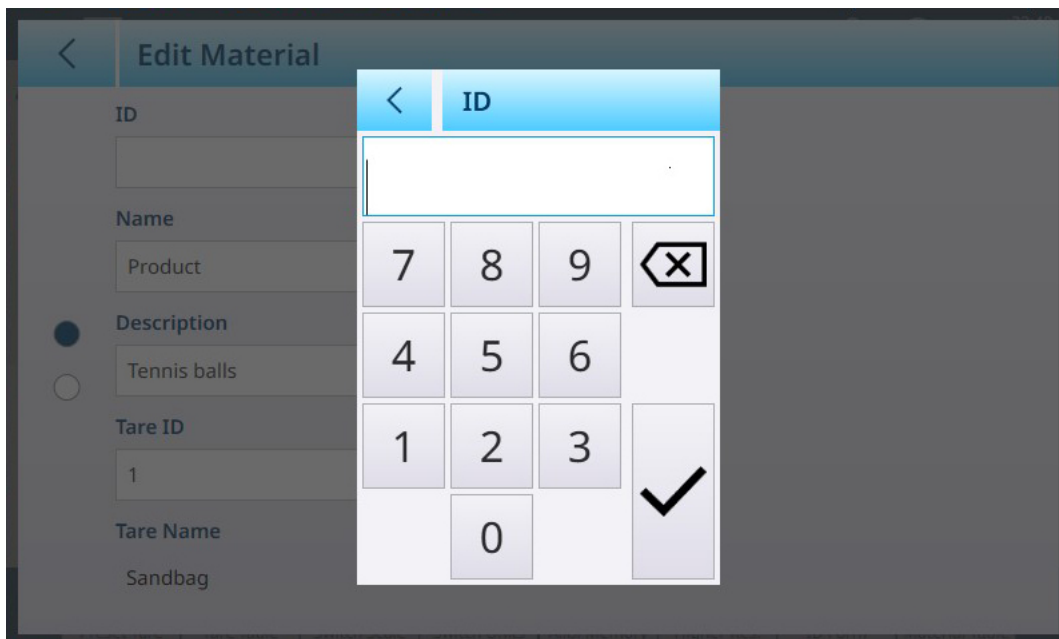 Edit Material
ID
Name
Product
Description
Tennis balls
Tare ID
1
Tare Name
Sandbag
ID
7 8 9
4 5 6
1 2 3
0